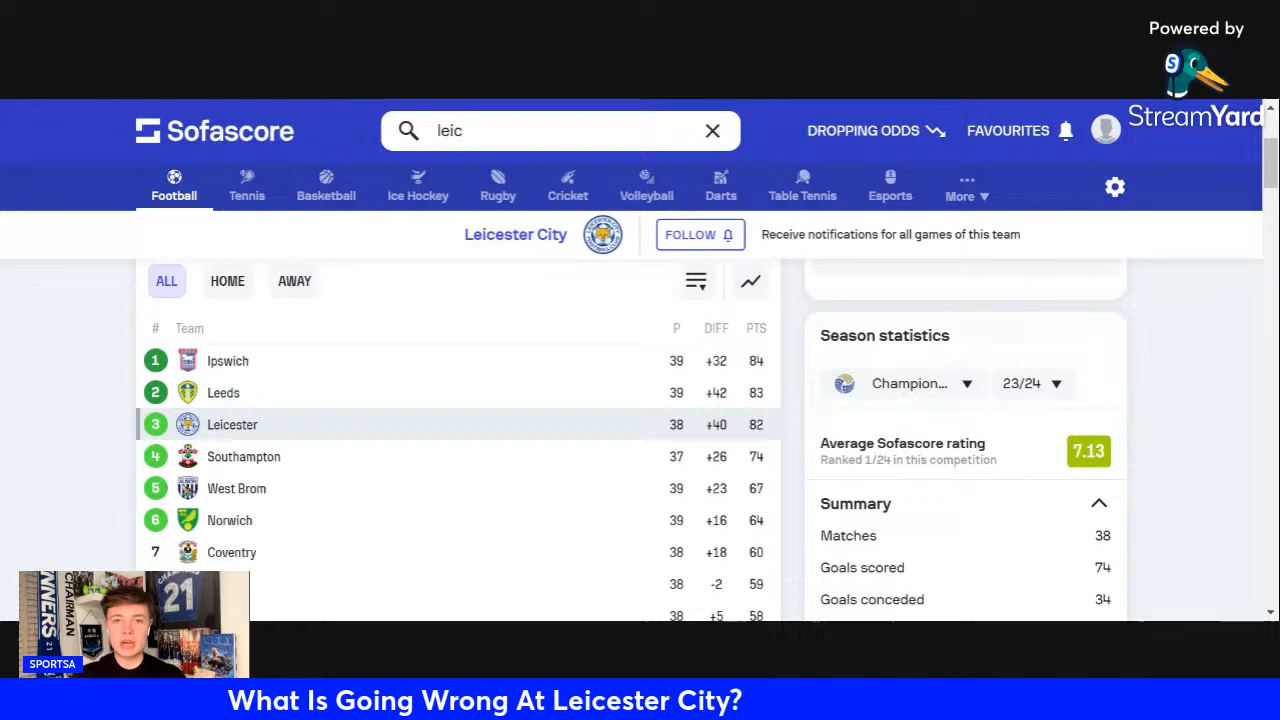 Powered by
StreamYard
Sofascore
leic
DROPPING ODDS
FAVOURITES
Football
Tennis
Basketball
Ice Hockey
Rugby
Cricket
Volleyball
Darts
Table Tennis
Esports
More
Leicester City
FOLLOW
Receive notifications for all games of this team
ALL HOME AWAY
# Team P DIFF PTS
1 Ipswich 39 +32 84
2 Leeds 39 +42 83
3 Leicester 38 +40 82
4 Southampton 37 +26 74
5 West Brom 39 +23 67
6 Norwich 39 +16 64
7 Coventry 38 +18 60
38 -2 59
38 +5 58
Season statistics
Champion... 23/24
Average Sofascore rating 7.13
Ranked 1/24 in this competition
Summary
Matches 38
Goals scored 74
Goals conceded 34
CHAIRMAN
21
SPORTSA
What Is Going Wrong At Leicester City?